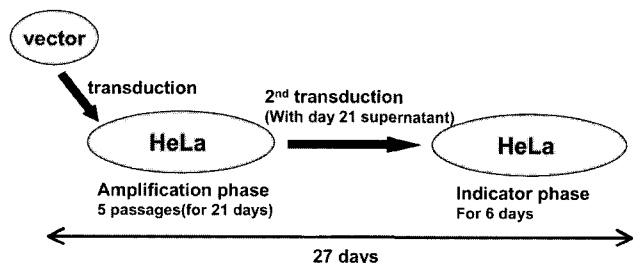 vector
transduction
2nd transduction
(With day 21 supernatant)
HeLa
HeLa
Amplification phase
5 passages(for 21 days)
Indicator phase
For 6 days
27 days